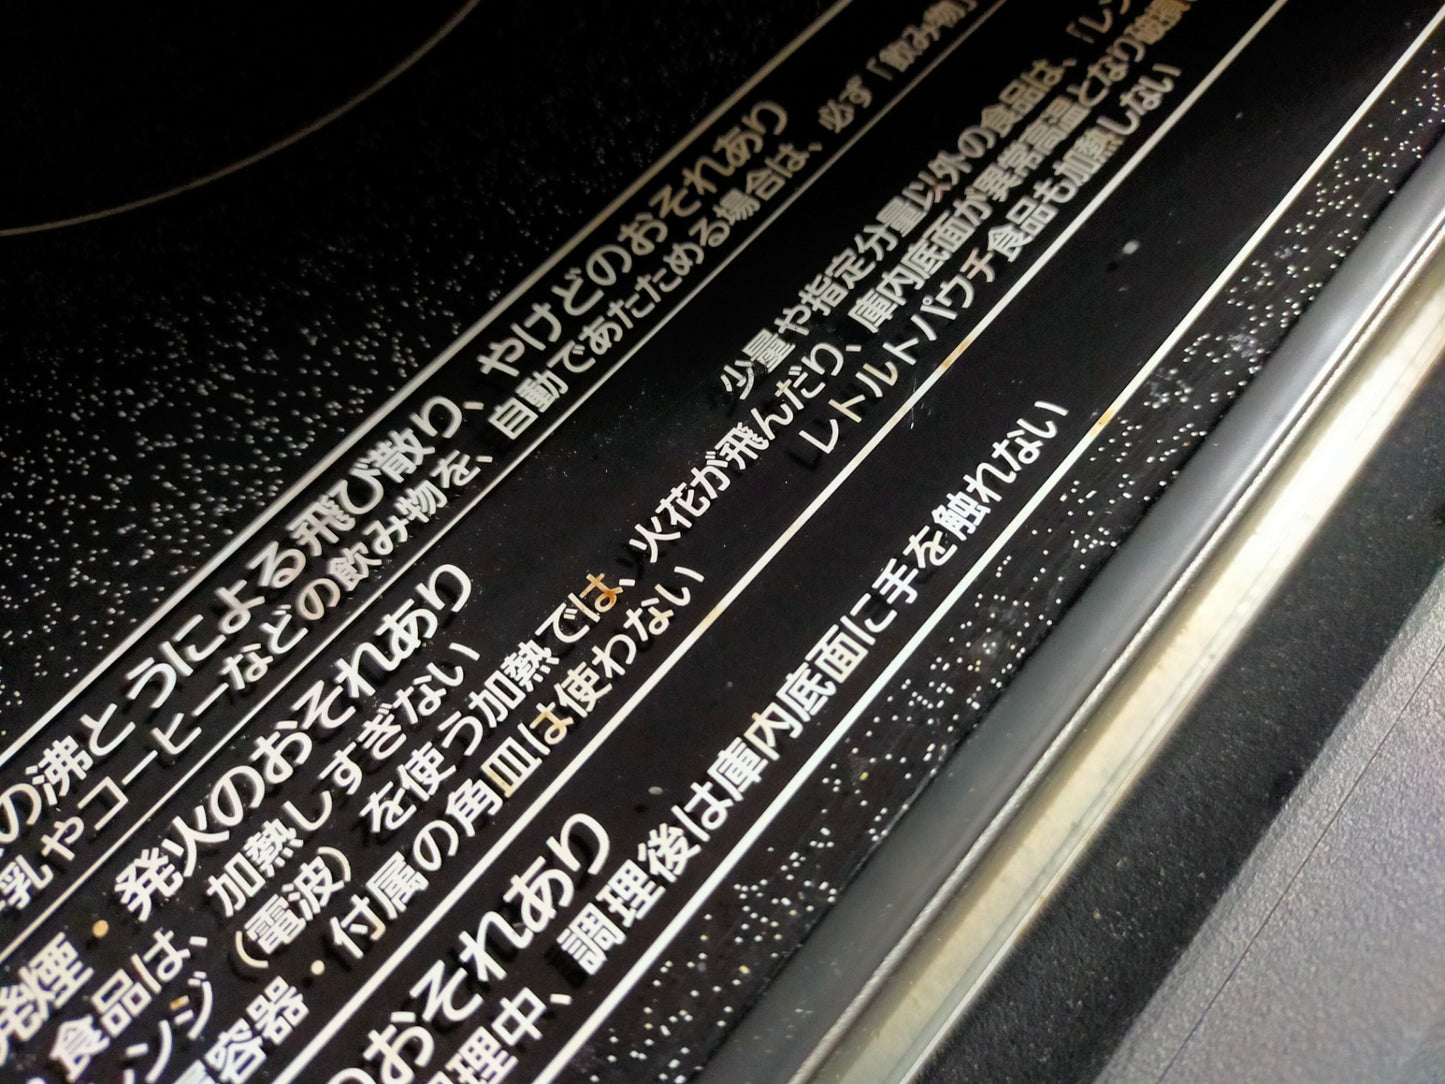 の沸とうによる飛び散り、やけどのおそれあり
乳やコーヒーなどの飲み物を、自動であたためる場合は、必ず「飲み物」
発煙・発火のおそれあり
食品は、加熱しすぎない
少量や指定分量以外の食品は、「レン
ンジ（電波）を使う加熱では、火花が飛んだり、庫内底面が異常高温となり破損
容器・付属の角皿は使わない
レトルトパウチ食品も加熱しない
のおそれあり
理中、調理後は庫内底面に手を触れない